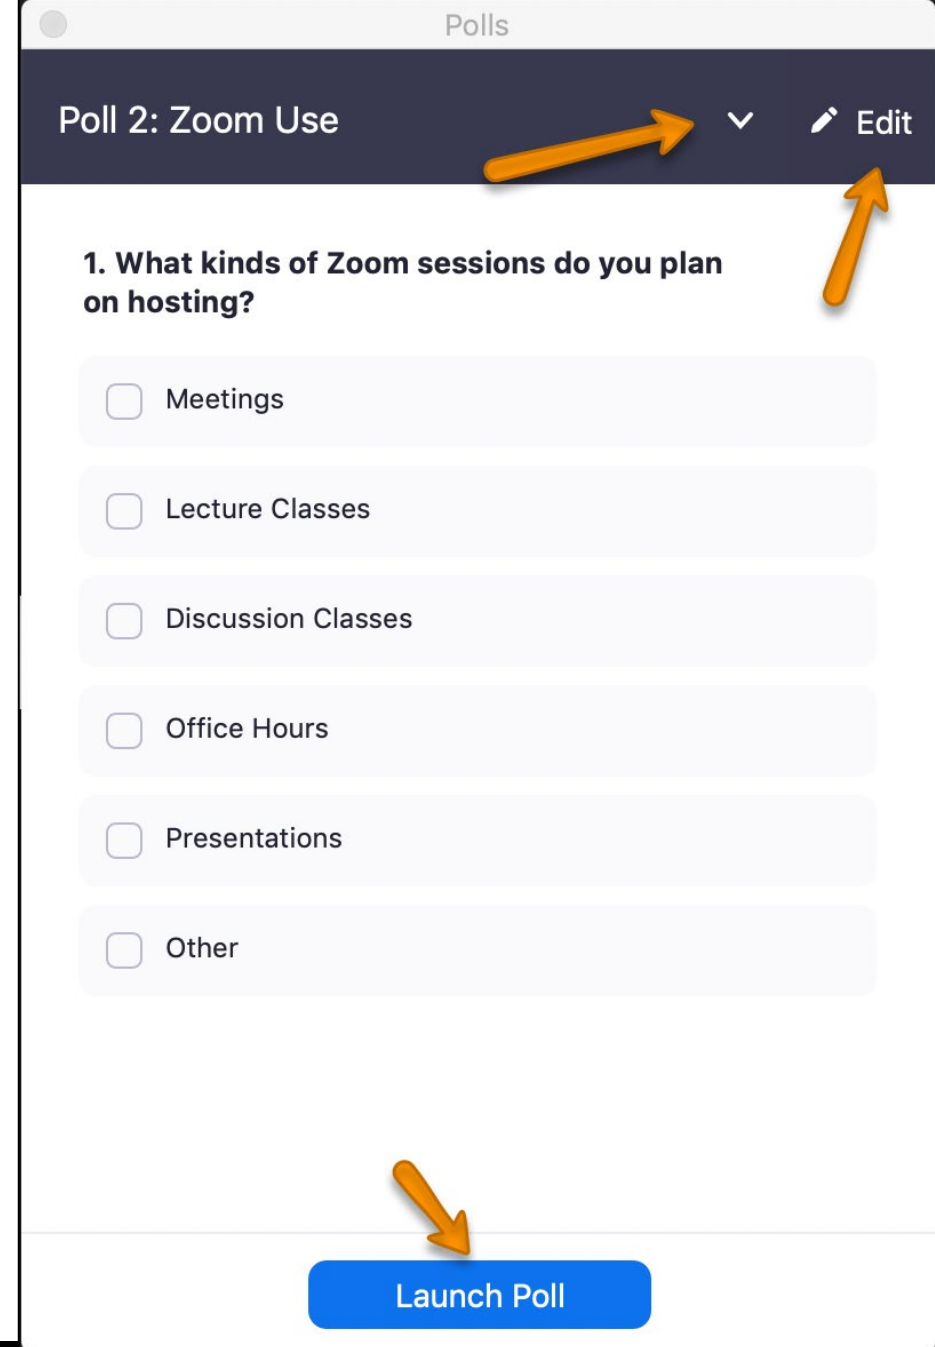 Polls
Poll 2: Zoom Use
Edit
1. What kinds of Zoom sessions do you plan
on hosting?
Meetings
Lecture Classes
Discussion Classes
Office Hours
Presentations
Other
Launch Poll